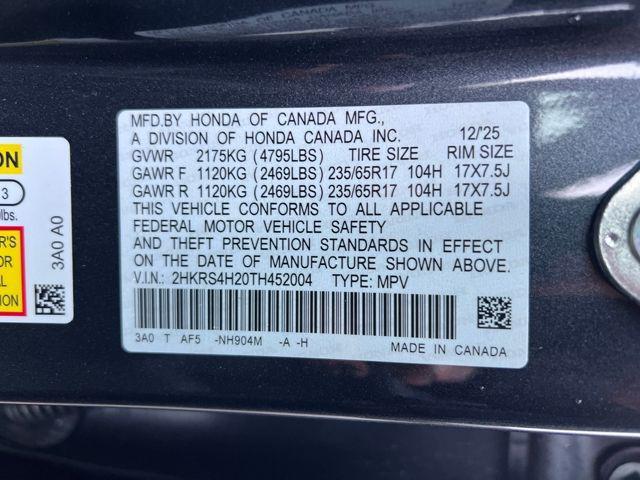 MFD.BY HONDA OF CANADA MFG.,
A DIVISION OF HONDA CANADA INC. 12/25
GVWR 2175KG (4795LBS) TIRE SIZE RIM SIZE
GAWR F 1120KG (2469LBS) 235/65R17 104H 17X7.5J
GAWR R 1120KG (2469LBS) 235/65R17 104H 17X7.5J
THIS VEHICLE CONFORMS TO ALL APPLICABLE
FEDERAL MOTOR VEHICLE SAFETY
AND THEFT PREVENTION STANDARDS IN EFFECT
ON THE DATE OF MANUFACTURE SHOWN ABOVE.
V.I.N.: 2HKRS4H20TH452004 TYPE: MPV
3A0 T AF5 -NH904M -A -H
MADE IN CANADA
ON
3
lbs.
R'S
OR
AL
ION
3A0 A0